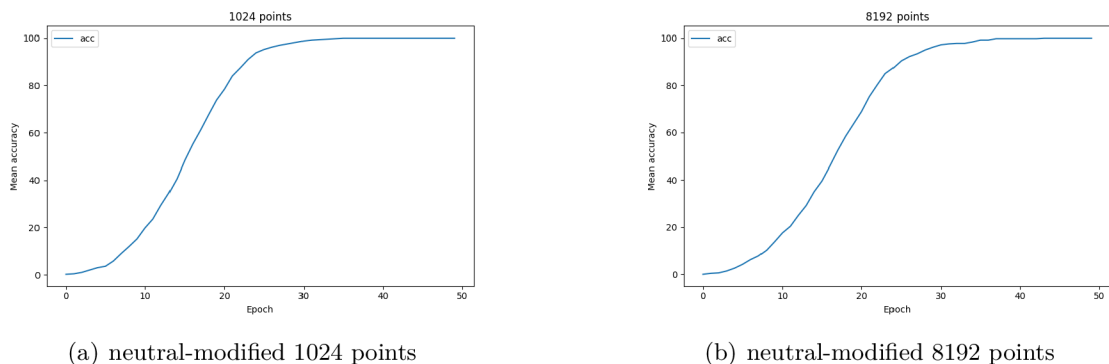 1024 points
acc
100
80
60
40
20
0
Mean accuracy
0 10 20 30 40 50
Epoch
(a) neutral-modified 1024 points
8192 points
acc
100
80
60
40
20
0
Mean accuracy
0 10 20 30 40 50
Epoch
(b) neutral-modified 8192 points